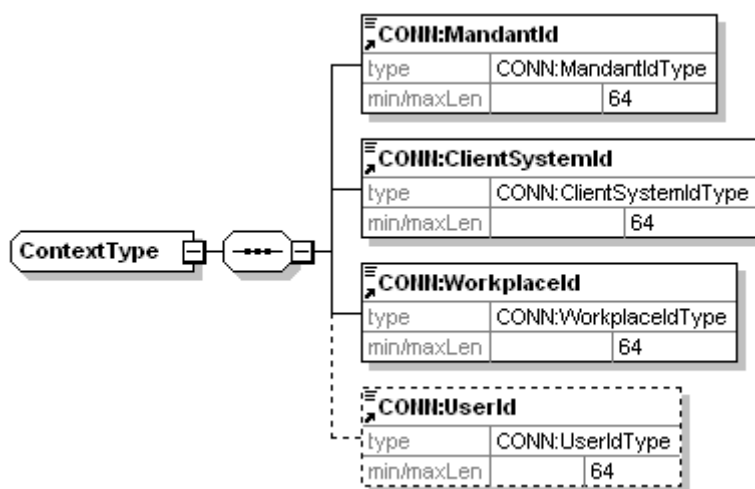 CONN:MandantId
type CONN:MandantIdType
min/maxLen 64
CONN:ClientSystemId
type CONN:ClientSystemIdType
min/maxLen 64
ContextType
CONN:WorkplaceId
type CONN:WorkplaceIdType
min/maxLen 64
CONN:UserId
type CONN:UserIdType
min/maxLen 64